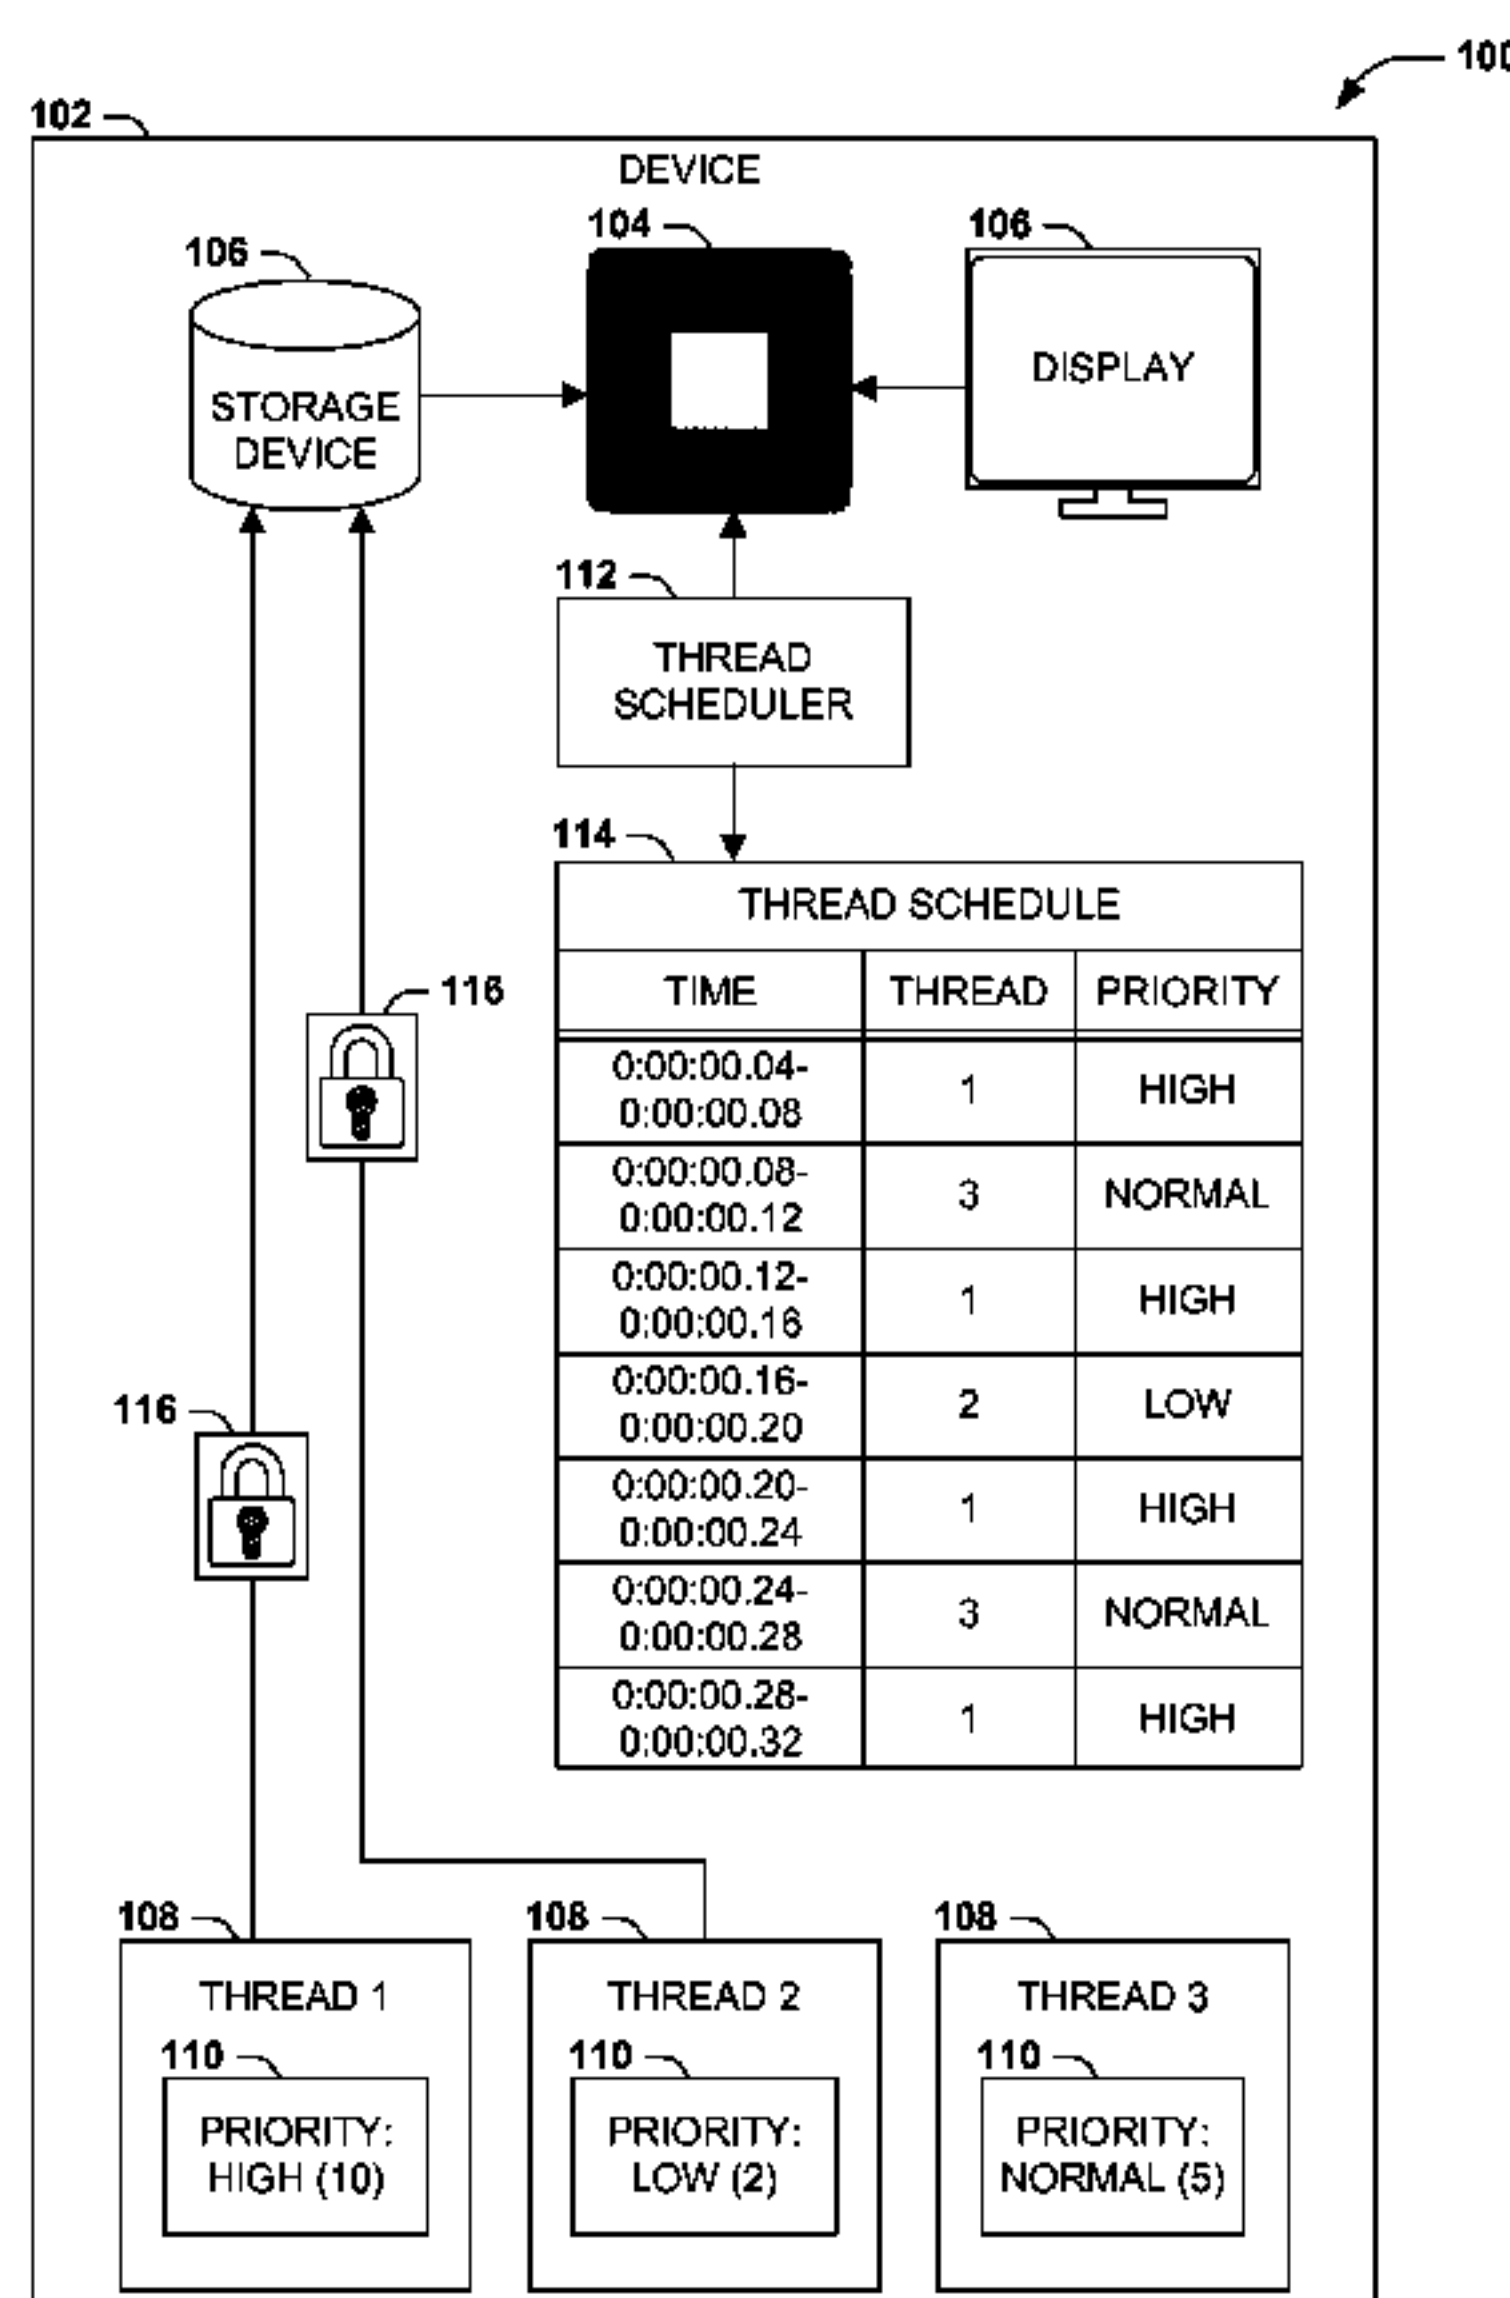 100
102
DEVICE
106
104
106
STORAGE
DEVICE
DISPLAY
112
THREAD
SCHEDULER
114
THREAD SCHEDULE
TIME THREAD PRIORITY
0:00:00.04-
0:00:00.08
1 HIGH
0:00:00.08-
0:00:00.12
3 NORMAL
0:00:00.12-
0:00:00.16
1 HIGH
0:00:00.16-
0:00:00.20
2 LOW
0:00:00.20-
0:00:00.24
1 HIGH
0:00:00.24-
0:00:00.28
3 NORMAL
0:00:00.28-
0:00:00.32
1 HIGH
116
116
108
THREAD 1
110
PRIORITY:
HIGH (10)
108
THREAD 2
110
PRIORITY:
LOW (2)
108
THREAD 3
110
PRIORITY:
NORMAL (5)